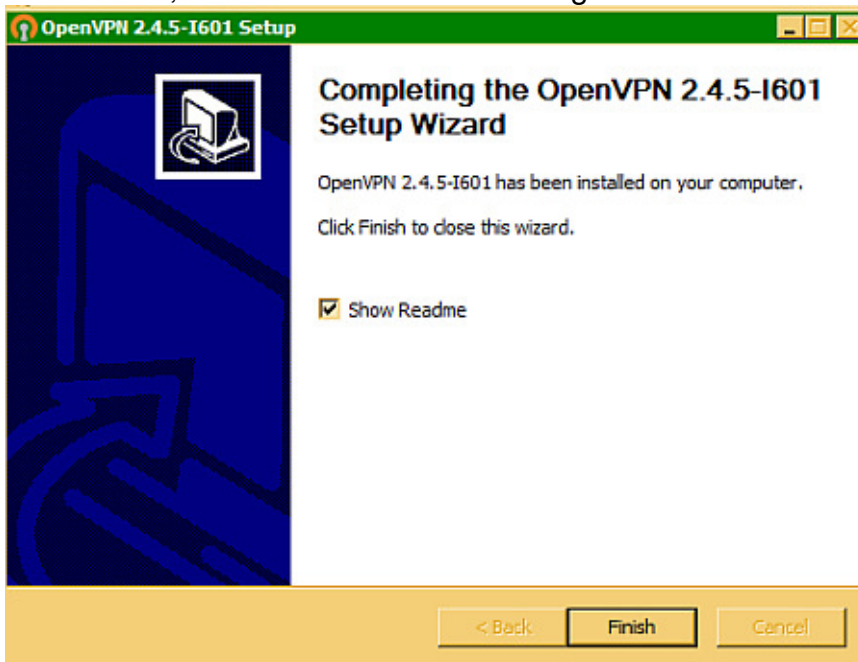 OpenVPN 2.4.5-I601 Setup
Completing the OpenVPN 2.4.5-I601
Setup Wizard
OpenVPN 2.4.5-I601 has been installed on your computer.
Click Finish to close this wizard.
Show Readme
< Back Finish Cancel